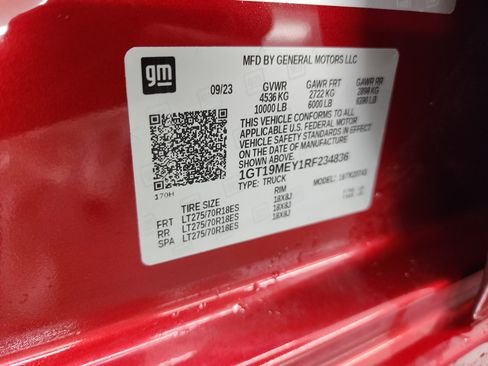 gm
MFD BY GENERAL MOTORS LLC
09/23
GVWR GAWR FRT GAWR RR
4536 KG 2722 KG
10000 LB 6000 LB
THIS VEHICLE CONFORMS TO ALL
APPLICABLE U.S. FEDERAL MOTOR
VEHICLE SAFETY STANDARDS IN EFFECT
ON THE DATE OF MANUFACTURE
SHOWN ABOVE.
1GT19MEY1RF234836
TYPE: TRUCK MODEL:
170H
TIRE SIZE RIM
FRT LT275/70R18ES 18X8J
RR LT275/70R18ES 18X8J
SPA LT275/70R18ES 18X8J